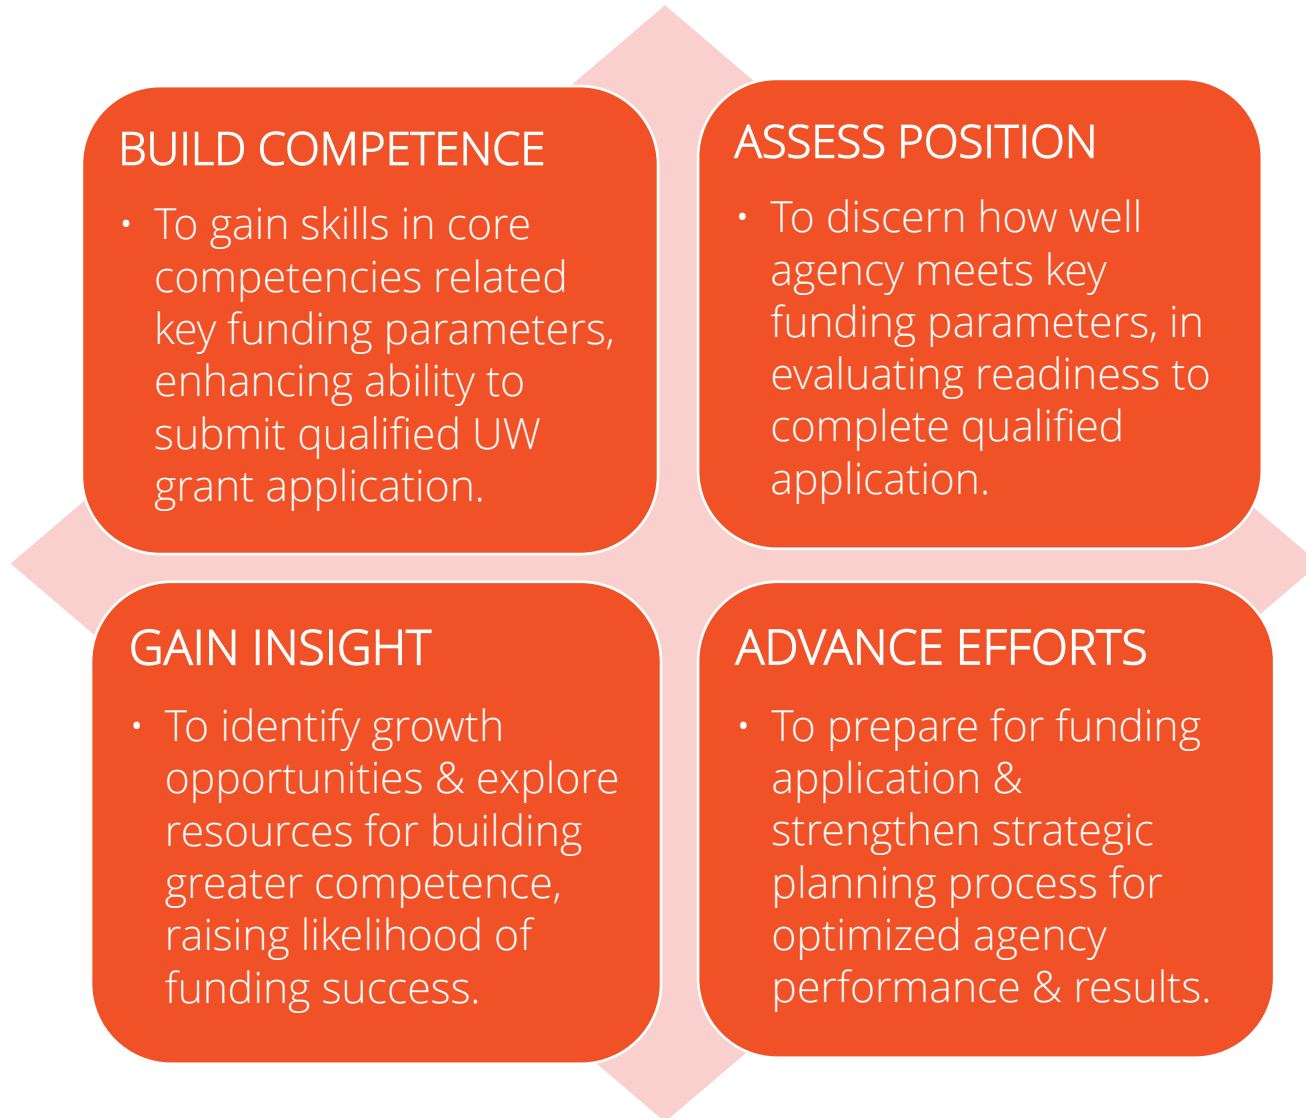 BUILD COMPETENCE
• To gain skills in core
competencies related
key funding parameters,
enhancing ability to
submit qualified UW
grant application.
ASSESS POSITION
• To discern how well
agency meets key
funding parameters, in
evaluating readiness to
complete qualified
application.
GAIN INSIGHT
• To identify growth
opportunities & explore
resources for building
greater competence,
raising likelihood of
funding success.
ADVANCE EFFORTS
• To prepare for funding
application &
strengthen strategic
planning process for
optimized agency
performance & results.